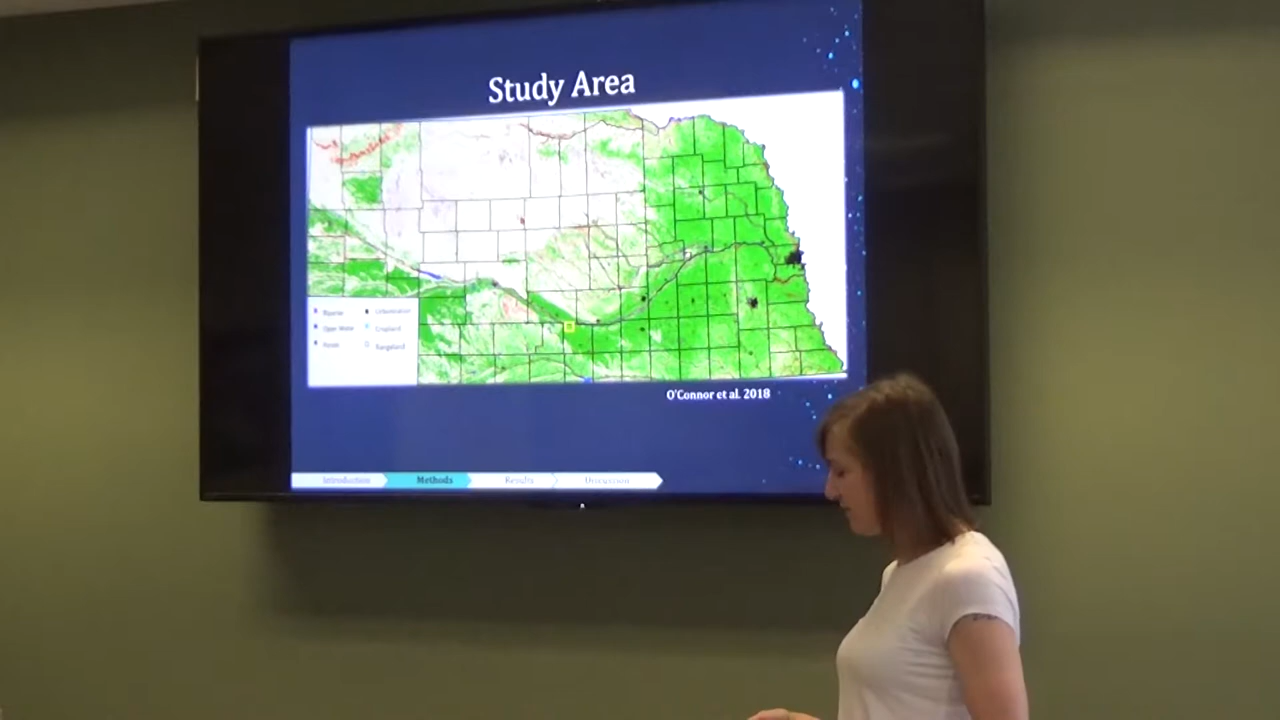 Study Area
Riparian
Urbanization
Open Water
Cropland
Forest
Rangeland
O'Connor et al. 2018
Introduction
Methods
Results
Discussion